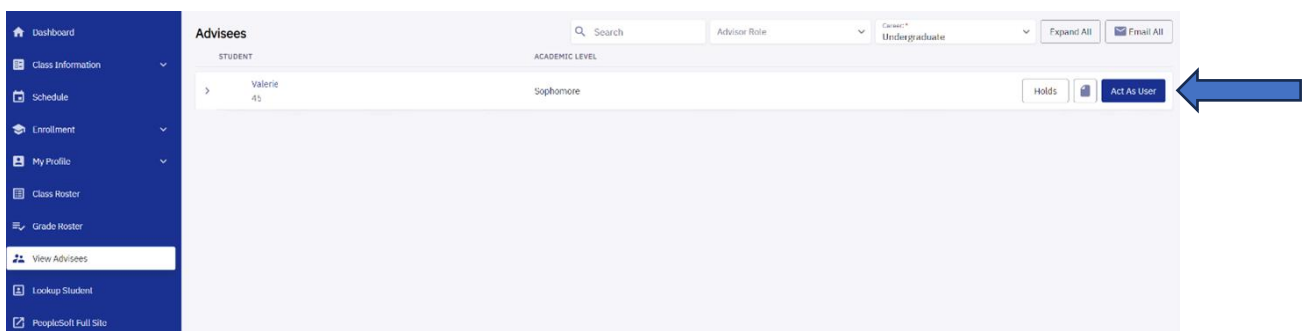 Dashboard
Class Information
Schedule
Enrollment
My Profile
Class Roster
Grade Roster
View Advisees
Lookup Student
PeopleSoft Full Site
Advisees
Search
Advisor Role
Career:*
Undergraduate
Expand All
Email All
STUDENT
ACADEMIC LEVEL
Valerie
45
Sophomore
Holds
Act As User